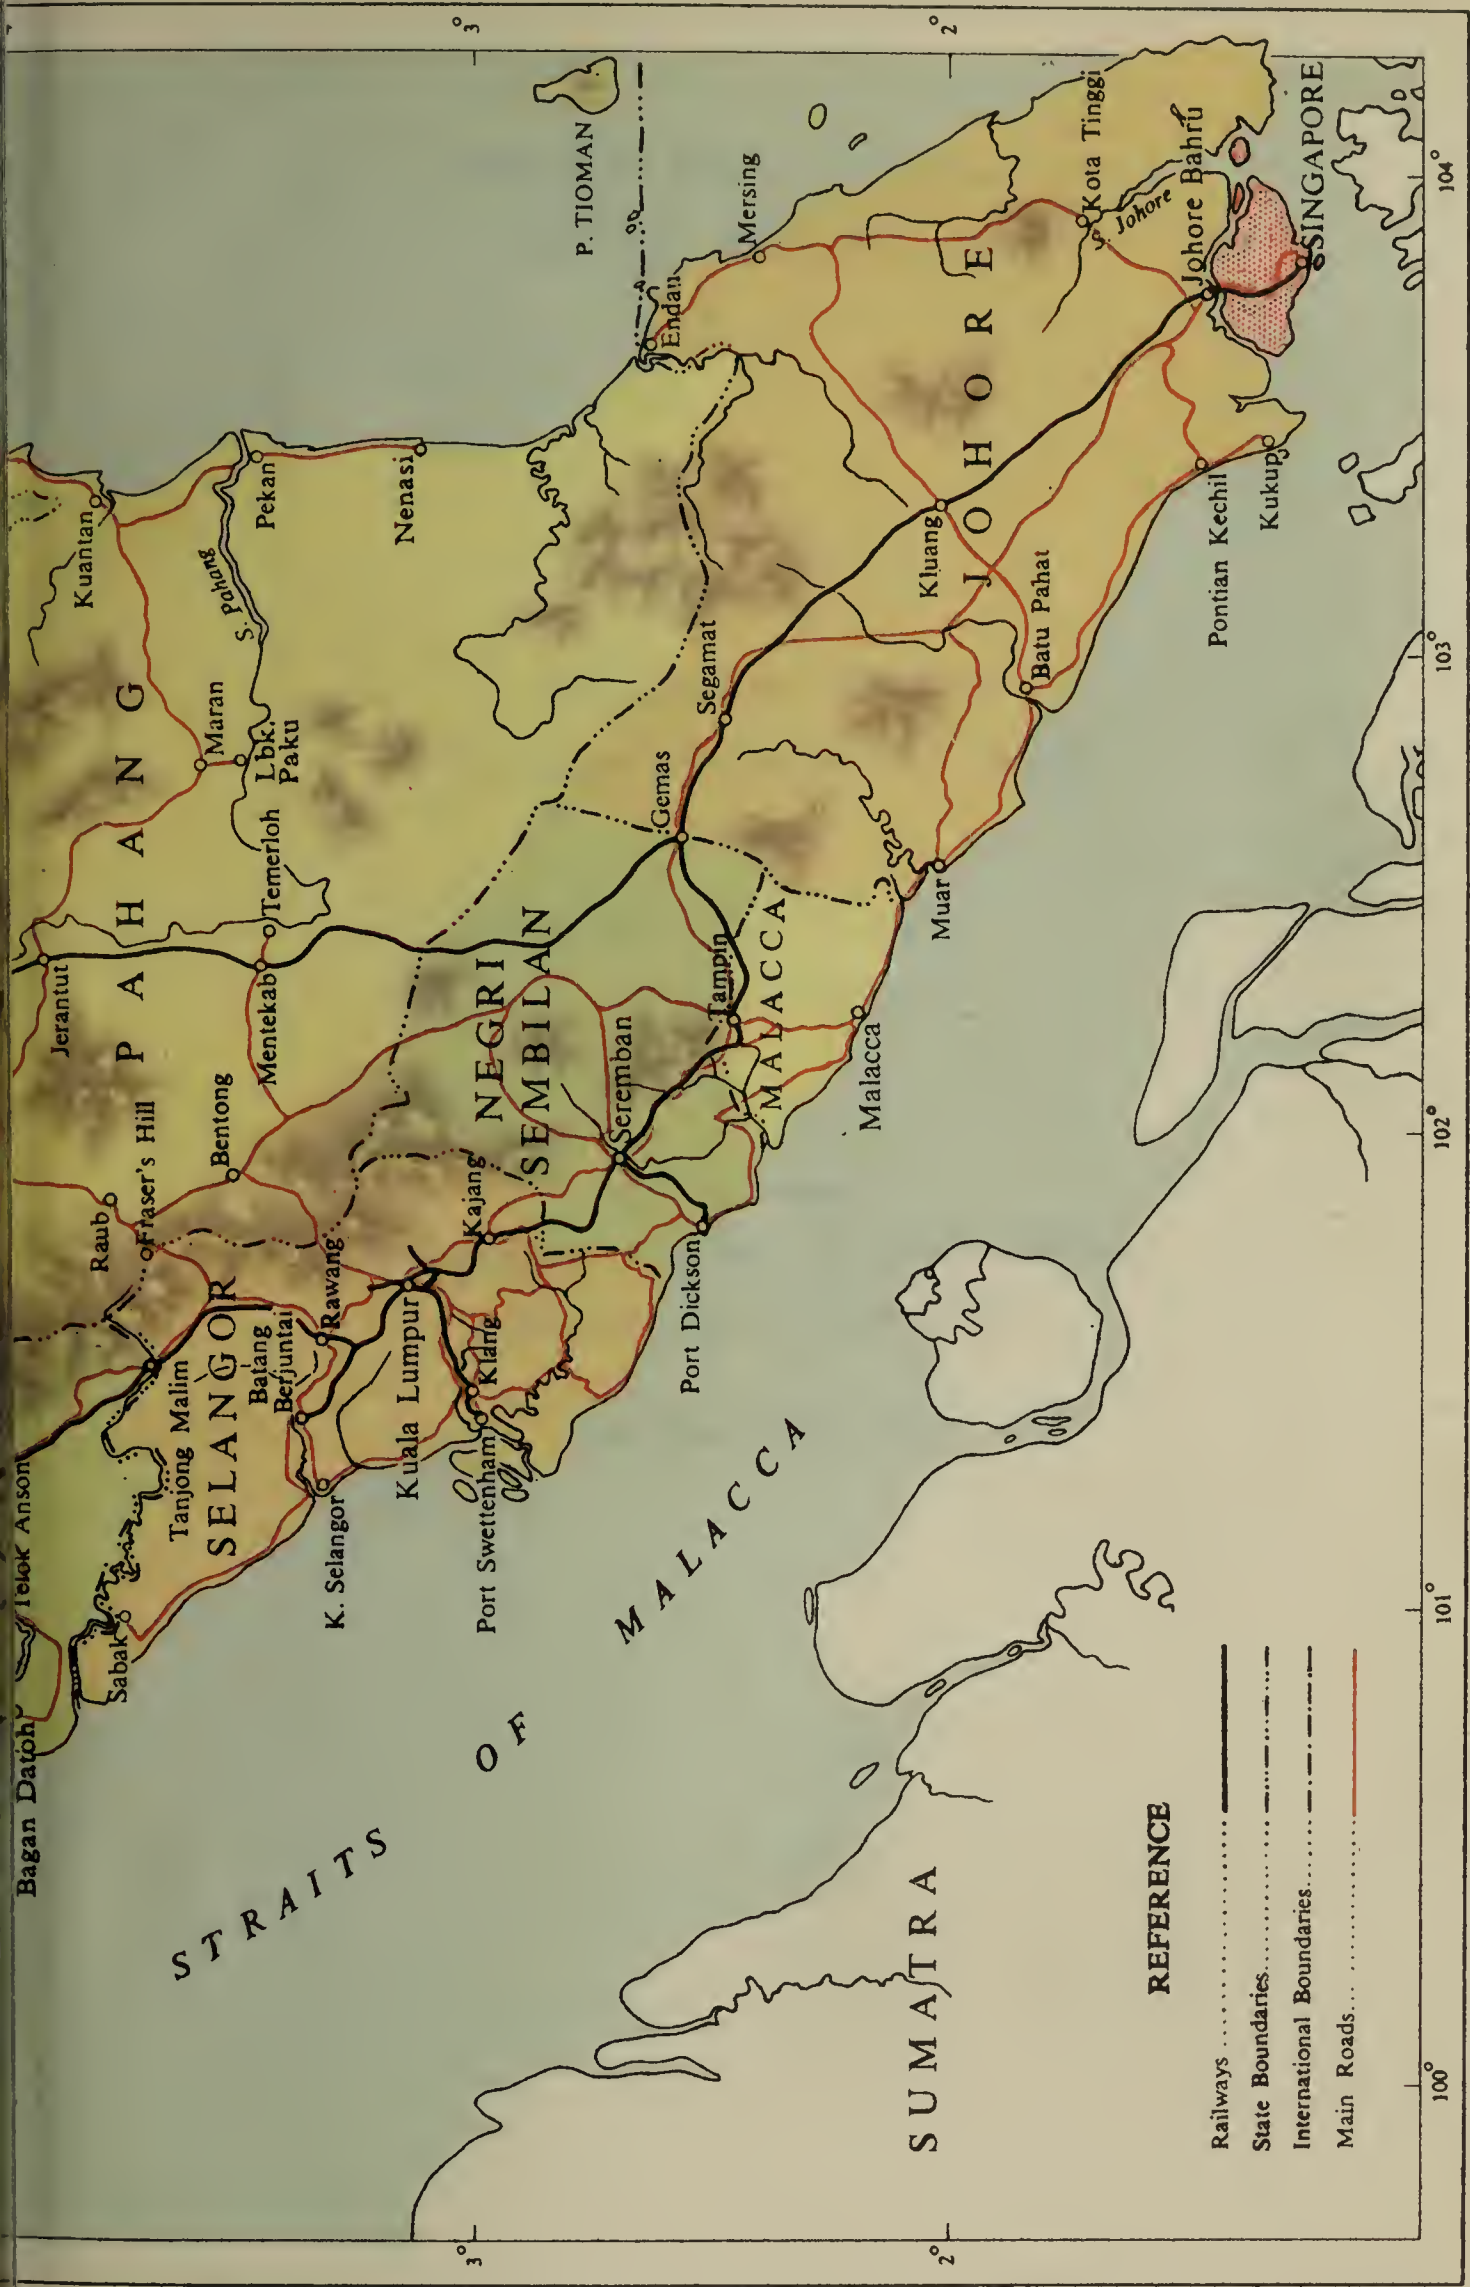 Bagan Datoh
Telok Anson
Sabak
Tanjong Malim
SELANGOR
Batang
Berjuntai
Rawang
K. Selangor
Kuala Lumpur
Klang
Port Swettenham
Kajang
Raub
Fraser's Hill
Bentong
Jerantut
PAHANG
Mentekab
Temerloh
Maran
Lbk.
Paku
Kuantan
S. Pahang
Pekan
Nenasi
P. TIOMAN
NEGRI
SEMBILAN
Seremban
Port Dickson
Tampin
Gemas
MALACCA
Malacca
Segamat
Muar
Endau
Mersing
JOHORE
Kluang
Batu Pahat
Kota Tinggi
S. Johore
Johore Bahru
Pontian Kechil
Kukup
SINGAPORE
STRAITS
OF
MALACCA
SUMATRA
REFERENCE
Railways
State Boundaries
International Boundaries
Main Roads
3°
2°
3°
2°
100°
101°
102°
103°
104°